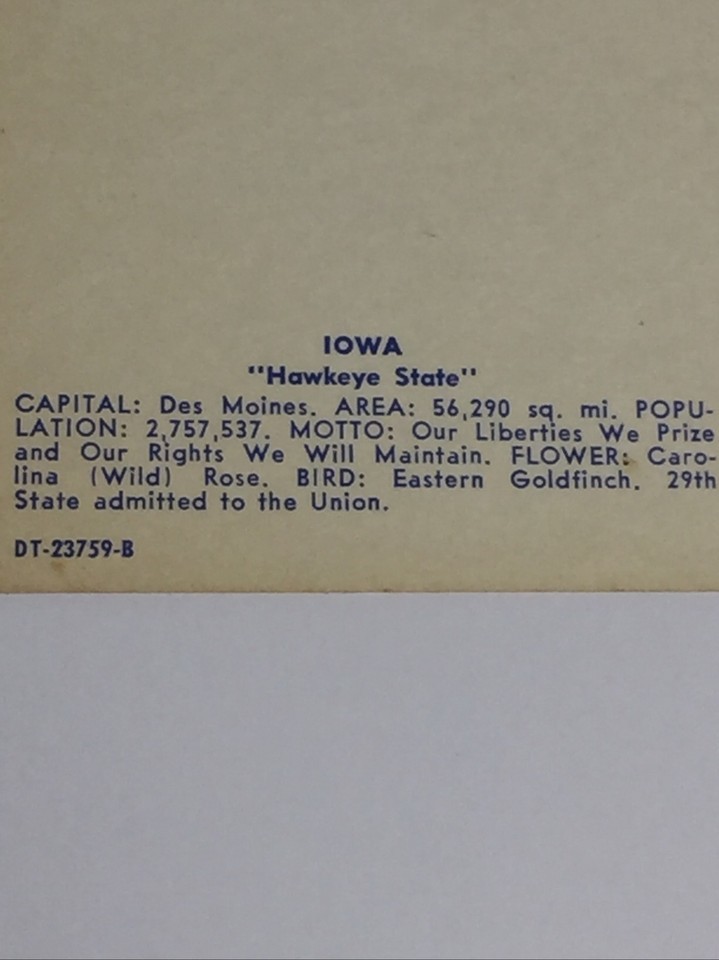 IOWA
"Hawkeye State"
CAPITAL: Des Moines. AREA: 56,290 sq. mi. POPU-
LATION: 2,757,537. MOTTO: Our Liberties We Prize
and Our Rights We Will Maintain. FLOWER: Caro-
lina (Wild) Rose. BIRD: Eastern Goldfinch. 29th
State admitted to the Union.
DT-23759-B